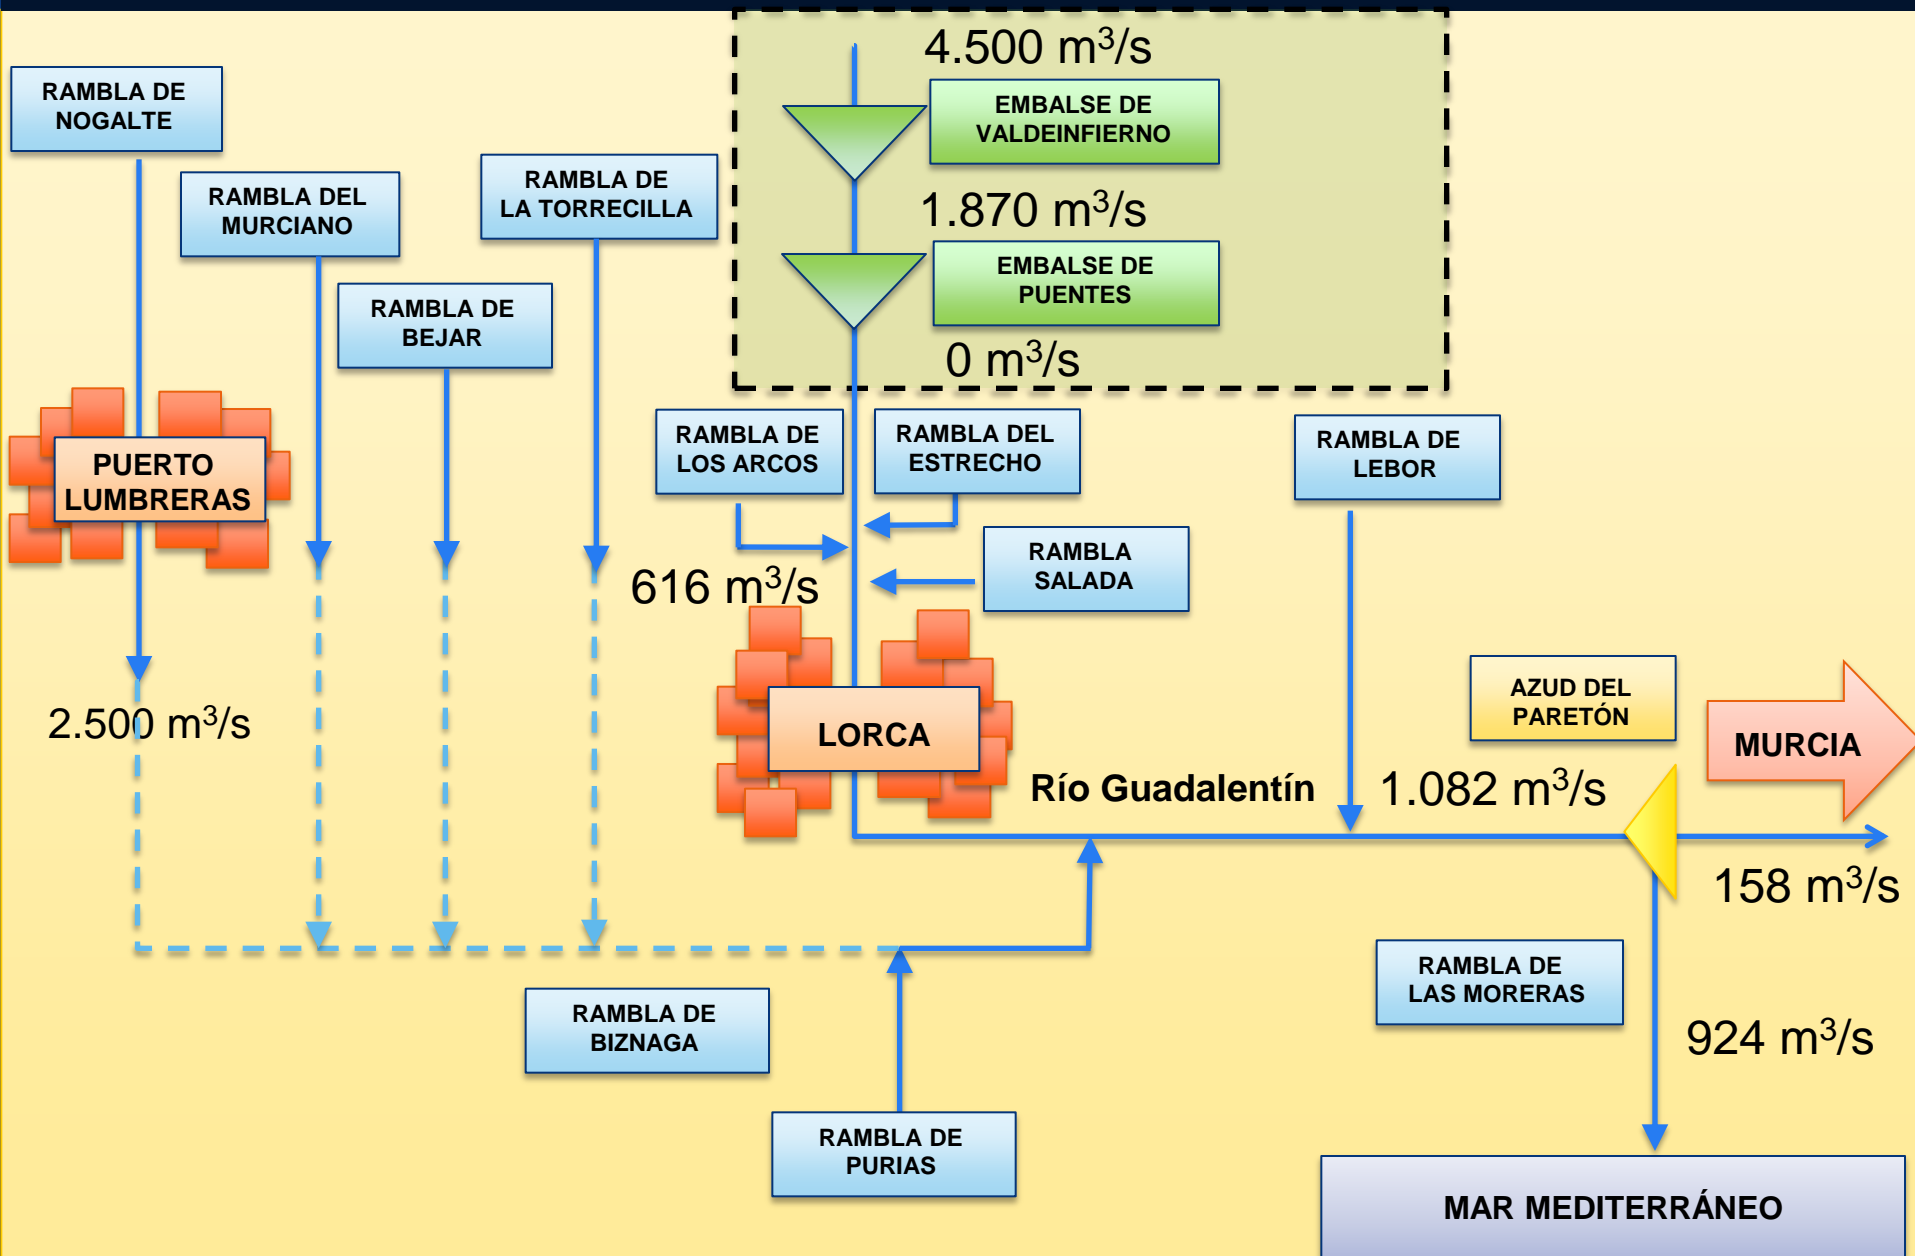 4.500 m³/s
RAMBLA DE
NOGALTE
EMBALSE DE
VALDEINFIERNO
RAMBLA DEL
MURCIANO
RAMBLA DE
LA TORRECILLA
1.870 m³/s
EMBALSE DE
PUENTES
RAMBLA DE
BEJAR
0 m³/s
RAMBLA DE
LOS ARCOS
RAMBLA DEL
ESTRECHO
RAMBLA DE
LEBOR
PUERTO
LUMBRERAS
RAMBLA
SALADA
616 m³/s
2.500 m³/s
LORCA
AZUD DEL
PARETÓN
MURCIA
Río Guadalentín
1.082 m³/s
158 m³/s
RAMBLA DE
LAS MORERAS
RAMBLA DE
BIZNAGA
924 m³/s
RAMBLA DE
PURIAS
MAR MEDITERRÁNEO